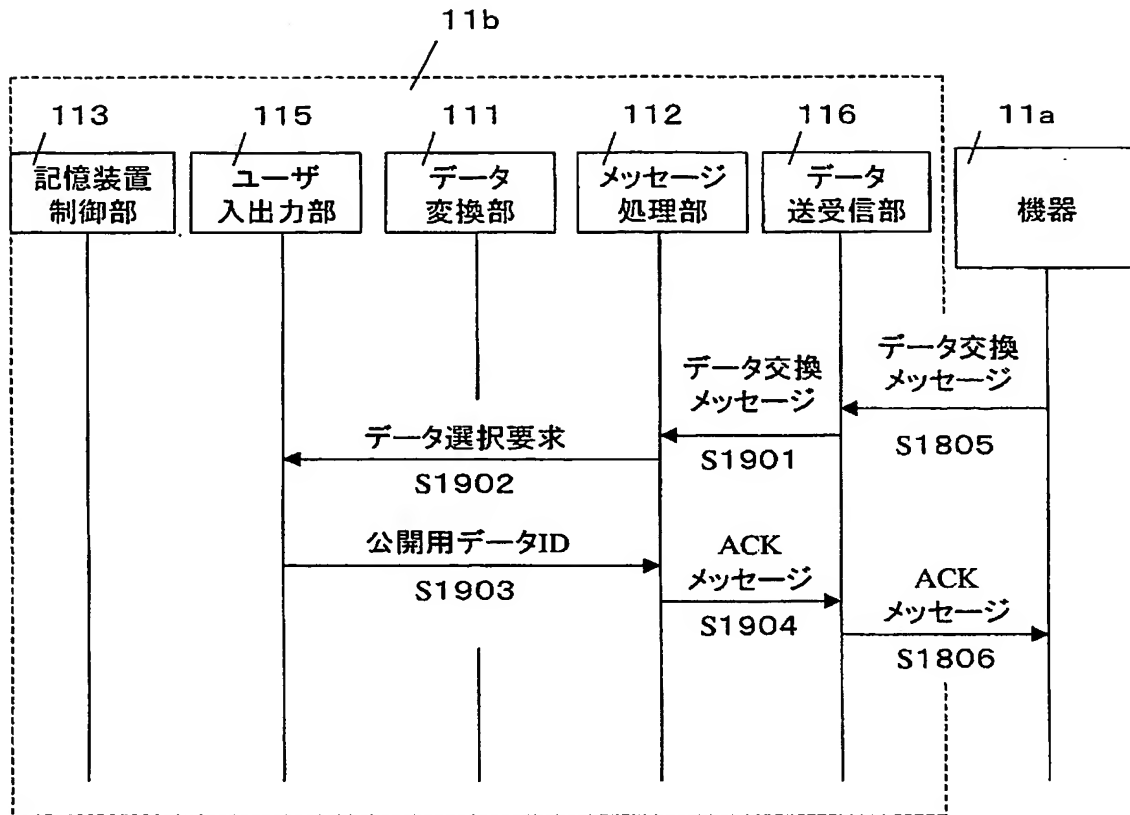 11b
113
115
111
112
116
11a
記憶装置
制御部
ユーザ
入出力部
データ
変換部
メッセージ
処理部
データ
送受信部
機器
データ交換
メッセージ
S1805
データ交換
メッセージ
S1901
データ選択要求
S1902
公開用データID
S1903
ACK
メッセージ
S1904
ACK
メッセージ
S1806